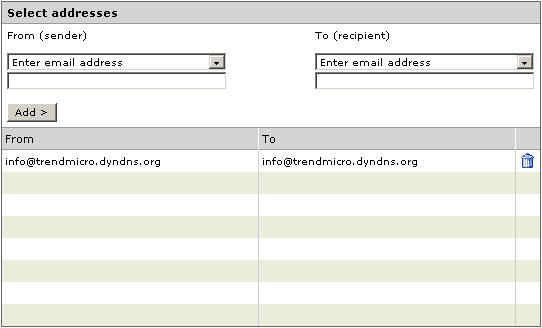 Select addresses
From (sender) To (recipient)
Enter email address Enter email address
Add >
From To
info@trendmicro.dyndns.org info@trendmicro.dyndns.org